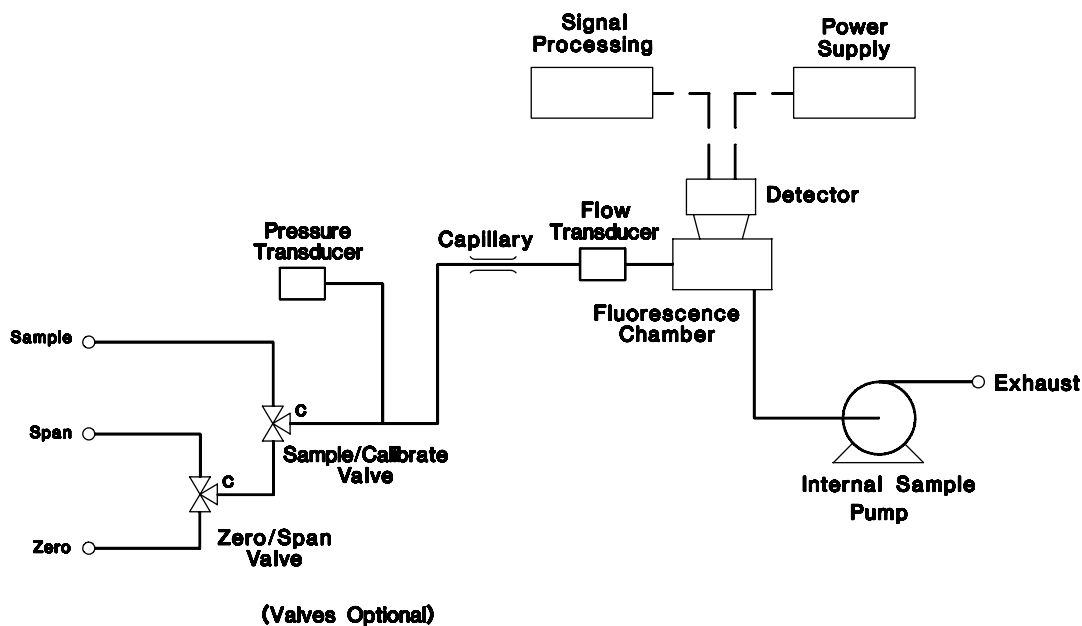 Signal
Processing
Power
Supply
Detector
Flow
Transducer
Pressure
Transducer
Capillary
Fluorescence
Chamber
Sample
Exhaust
C
Span
Sample/Calibrate
Valve
C
Internal Sample
Pump
Zero
Zero/Span
Valve
(Valves Optional)